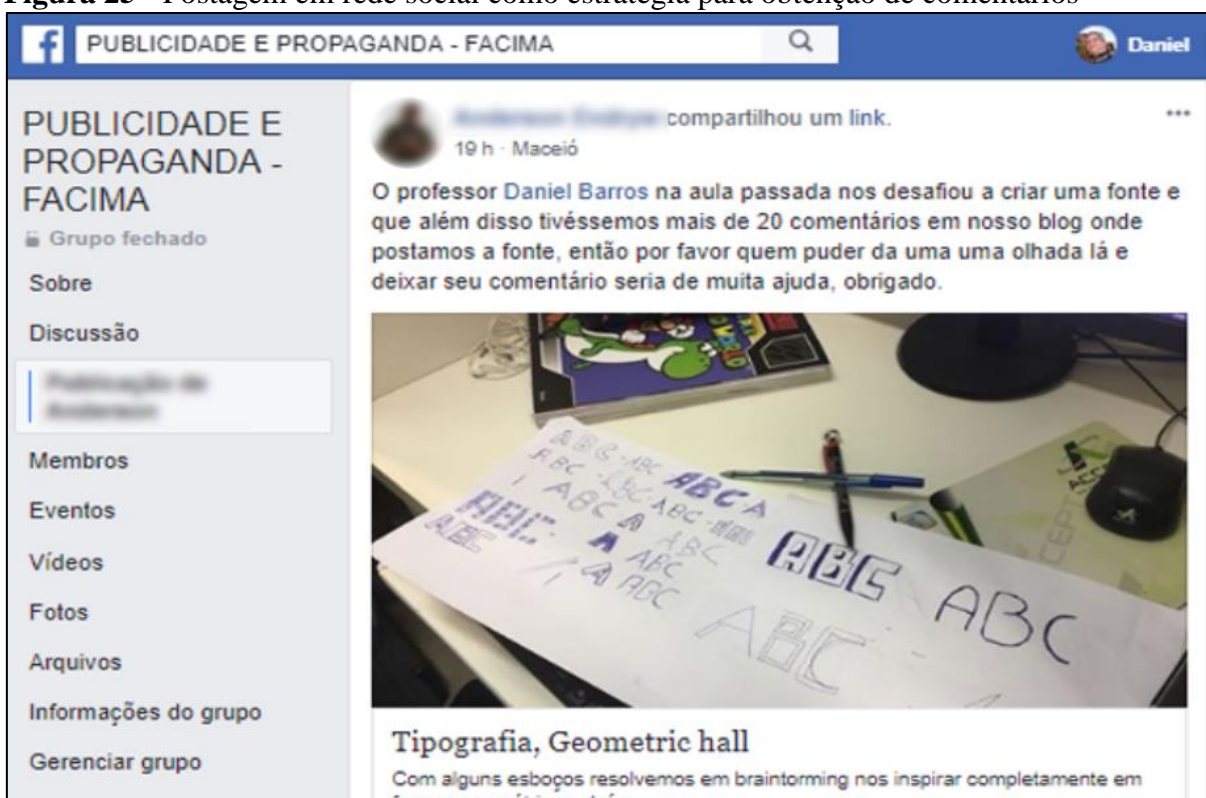 Figura 25 - Postagem em rede social como estratégia para obtenção de comentários
PUBLICIDADE E PROPAGANDA - FACIMA
Daniel
PUBLICIDADE E
PROPAGANDA -
FACIMA
Grupo fechado
Sobre
Discussão
Membros
Eventos
Vídeos
Fotos
Arquivos
Informações do grupo
Gerenciar grupo
compartilhou um link.
19 h · Maceió
O professor Daniel Barros na aula passada nos desafiou a criar uma fonte e
que além disso tivéssemos mais de 20 comentários em nosso blog onde
postamos a fonte, então por favor quem puder da uma uma olhada lá e
deixar seu comentário seria de muita ajuda, obrigado.
ABC - ABC - ABC - A
ABC
ABC
ABC
ABC
ABC
ABC
ABC ABC
ABC
Tipografia, Geometric hall
Com alguns esboços resolvemos em braintorming nos inspirar completamente em